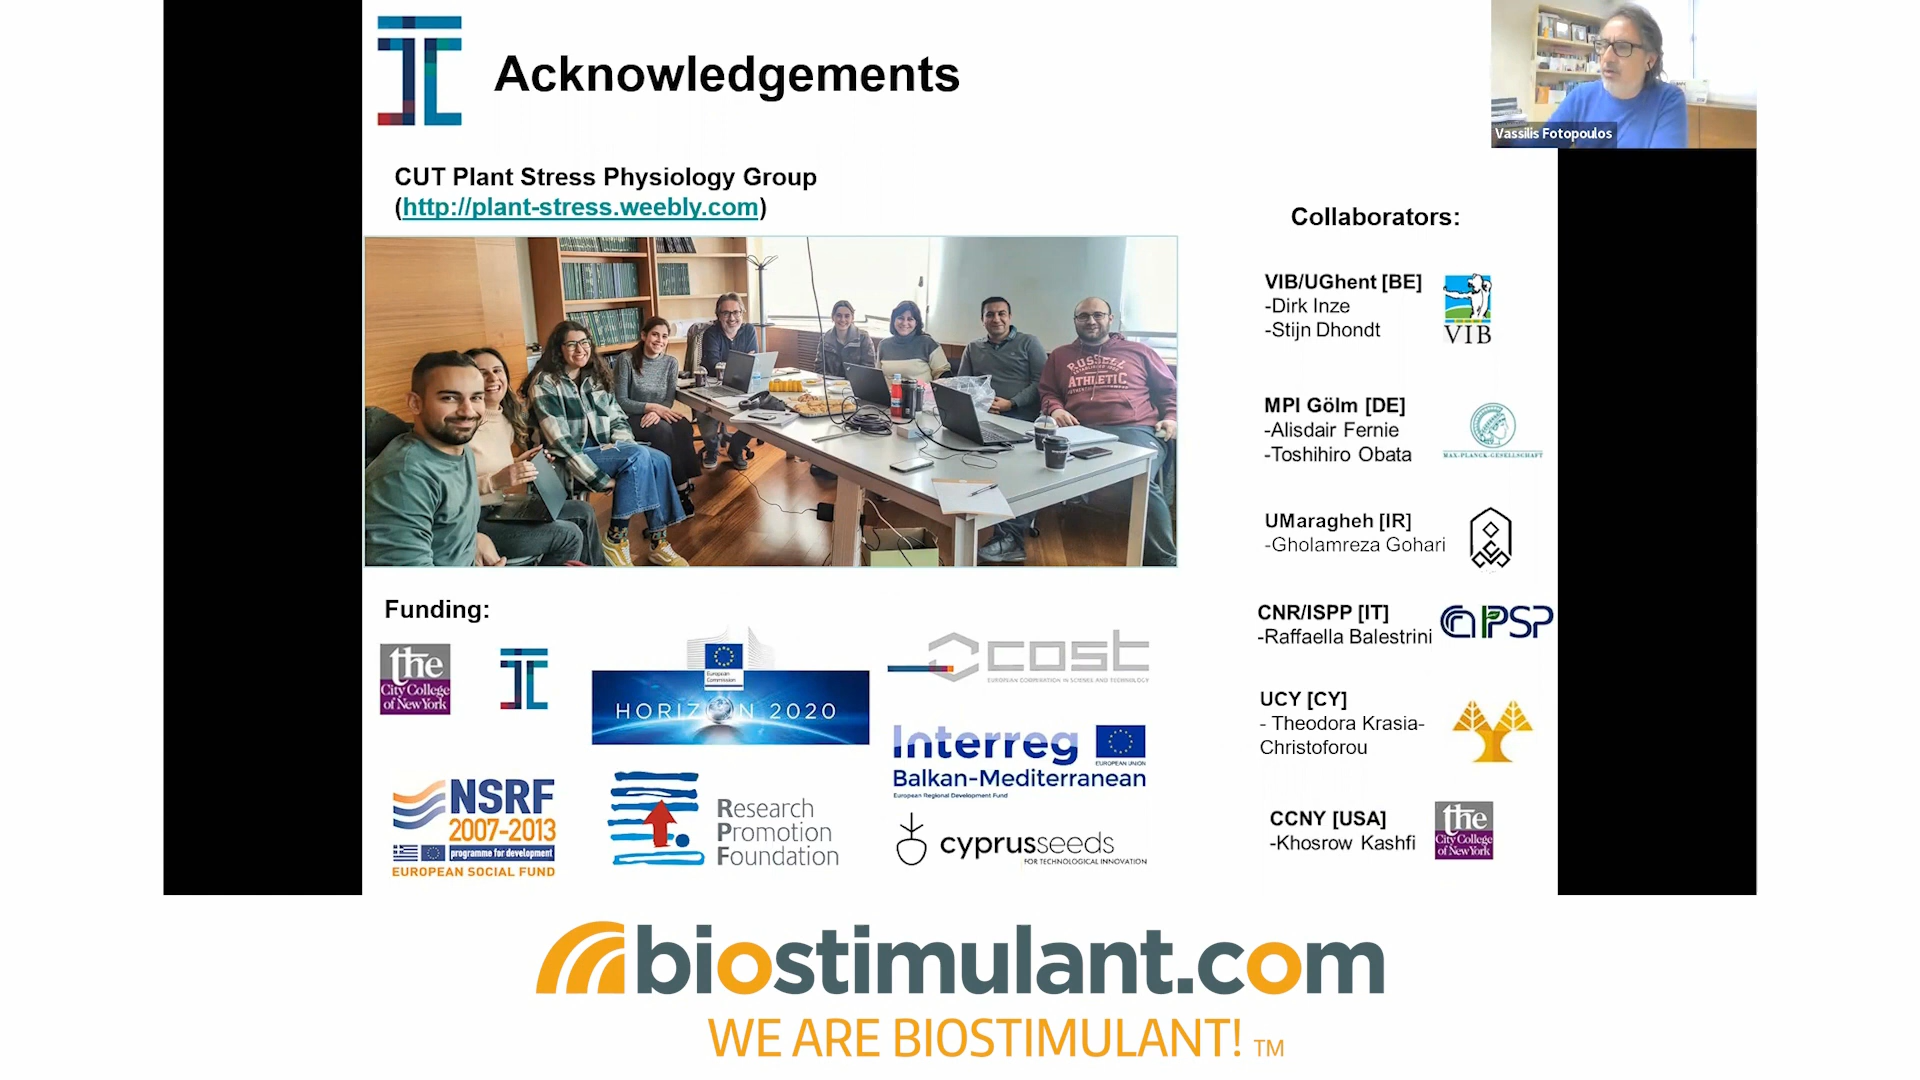 Acknowledgements
Vassilis Fotopoulos
CUT Plant Stress Physiology Group
(http://plant-stress.weebly.com)
RUSSELL
ATHLETIC
Collaborators:
VIB/UGhent [BE]
-Dirk Inze
-Stijn Dhondt
VIB
MPI Gölm [DE]
-Alisdair Fernie
-Toshihiro Obata
MAX-PLANCK-GESELLSCHAFT
UMaragheh [IR]
-Gholamreza Gohari
CNR/ISPP [IT]
-Raffaella Balestrini
IPSP
UCY [CY]
- Theodora Krasia-
Christoforou
CCNY [USA]
-Khosrow Kashfi
the
City College
of New York
Funding:
the
City College
of New York
European
Commission
HORIZON 2020
cost
EUROPEAN COOPERATION IN SCIENCE AND TECHNOLOGY
Interreg
EUROPEAN UNION
Balkan-Mediterranean
European Regional Development Fund
NSRF
2007-2013
programme for development
EUROPEAN SOCIAL FUND
Research
Promotion
Foundation
cyprusseeds
FOR TECHNOLOGICAL INNOVATION
biostimulant.com
WE ARE BIOSTIMULANT! TM